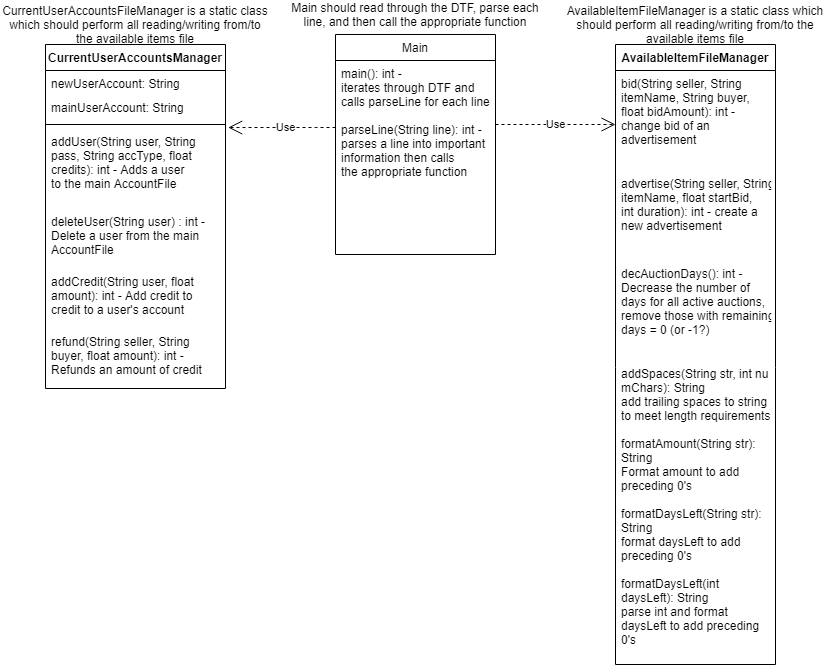 CurrentUserAccountsFileManager is a static class
which should perform all reading/writing from/to
the available items file
CurrentUserAccountsManager
newUserAccount: String
mainUserAccount: String
addUser(String user, String
pass, String accType, float
credits): int - Adds a user
to the main AccountFile
deleteUser(String user) : int -
Delete a user from the main
AccountFile
addCredit(String user, float
amount): int - Add credit to
credit to a user's account
refund(String seller, String
buyer, float amount): int -
Refunds an amount of credit
Use
Main should read through the DTF, parse each
line, and then call the appropriate function
Main
main(): int -
iterates through DTF and
calls parseLine for each line
parseLine(String line): int -
parses a line into important
information then calls
the appropriate function
Use
AvailableItemFileManager is a static class which
should perform all reading/writing from/to the
available items file
AvailableItemFileManager
bid(String seller, String
itemName, String buyer,
float bidAmount): int -
change bid of an
advertisement
advertise(String seller, String
itemName, float startBid,
int duration): int - create a
new advertisement
decAuctionDays(): int -
Decrease the number of
days for all active auctions,
remove those with remaining
days = 0 (or -1?)
addSpaces(String str, int nu
mChars): String
add trailing spaces to string
to meet length requirements
formatAmount(String str):
String
Format amount to add
preceding 0's
formatDaysLeft(String str):
String
format daysLeft to add
preceding 0's
formatDaysLeft(int
daysLeft): String
parse int and format
daysLeft to add preceding
0's